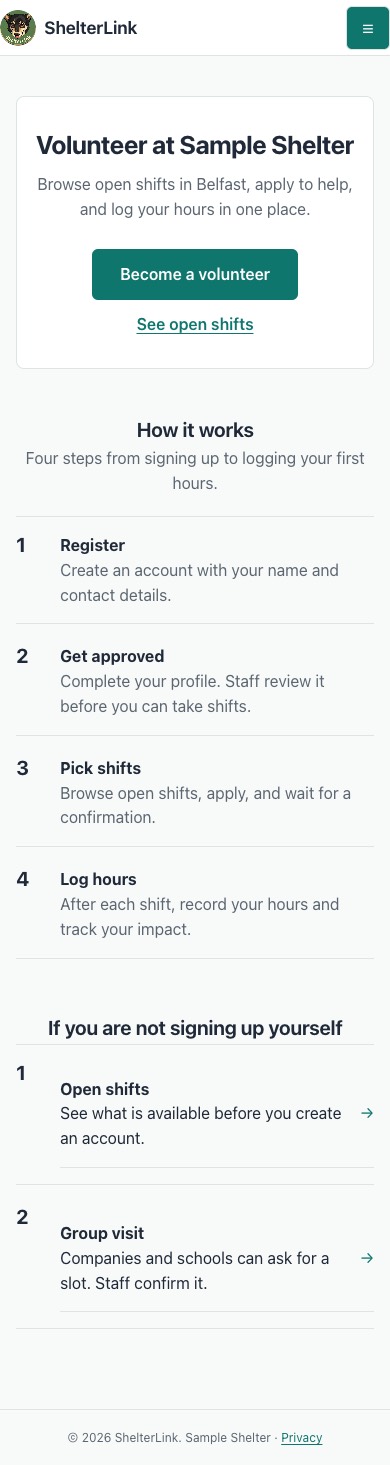 ShelterLink
≡
Volunteer at Sample Shelter
Browse open shifts in Belfast, apply to help,
and log your hours in one place.
Become a volunteer
See open shifts
How it works
Four steps from signing up to logging your first
hours.
1
Register
Create an account with your name and
contact details.
2
Get approved
Complete your profile. Staff review it
before you can take shifts.
3
Pick shifts
Browse open shifts, apply, and wait for a
confirmation.
4
Log hours
After each shift, record your hours and
track your impact.
If you are not signing up yourself
1
Open shifts
See what is available before you create
an account.
→
2
Group visit
Companies and schools can ask for a
slot. Staff confirm it.
→
© 2026 ShelterLink. Sample Shelter · Privacy